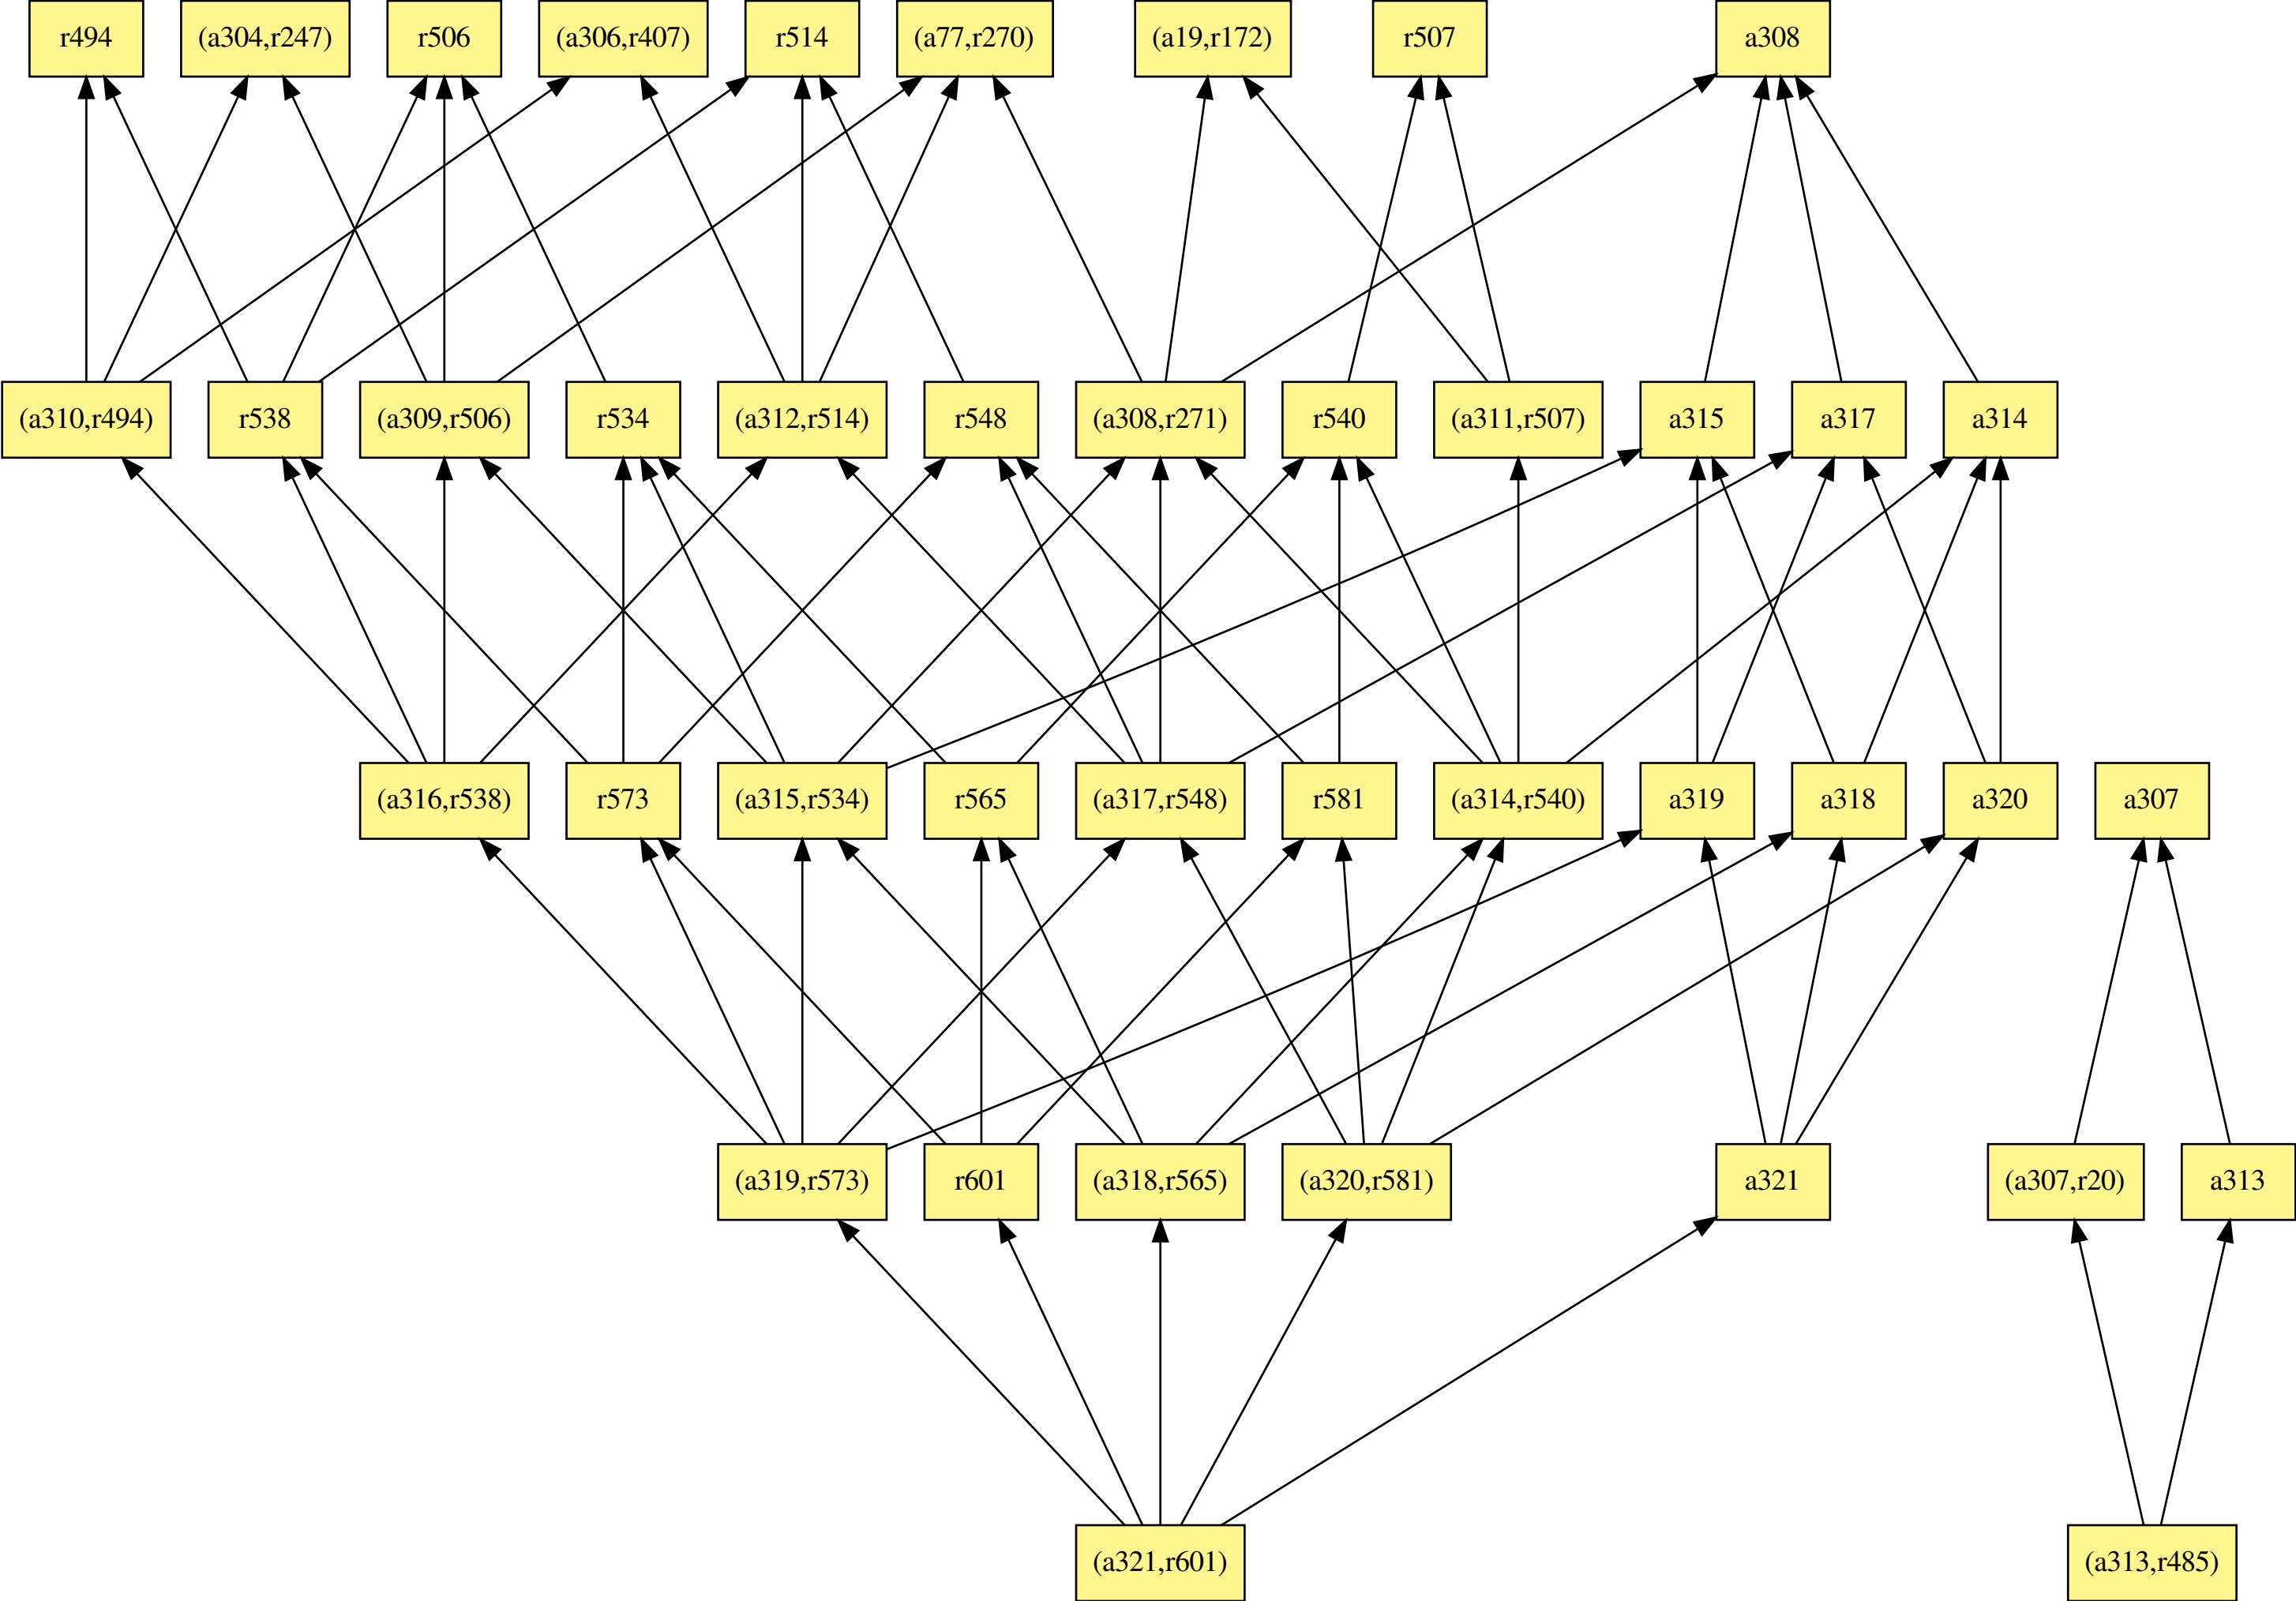 r494
(a304,r247)
r506
(a306,r407)
r514
(a77,r270)
(a19,r172)
r507
a308
(a310,r494)
r538
(a309,r506)
r534
(a312,r514)
r548
(a308,r271)
r540
(a311,r507)
a315
a317
a314
(a316,r538)
r573
(a315,r534)
r565
(a317,r548)
r581
(a314,r540)
a319
a318
a320
a307
(a319,r573)
r601
(a318,r565)
(a320,r581)
a321
(a307,r20)
a313
(a321,r601)
(a313,r485)